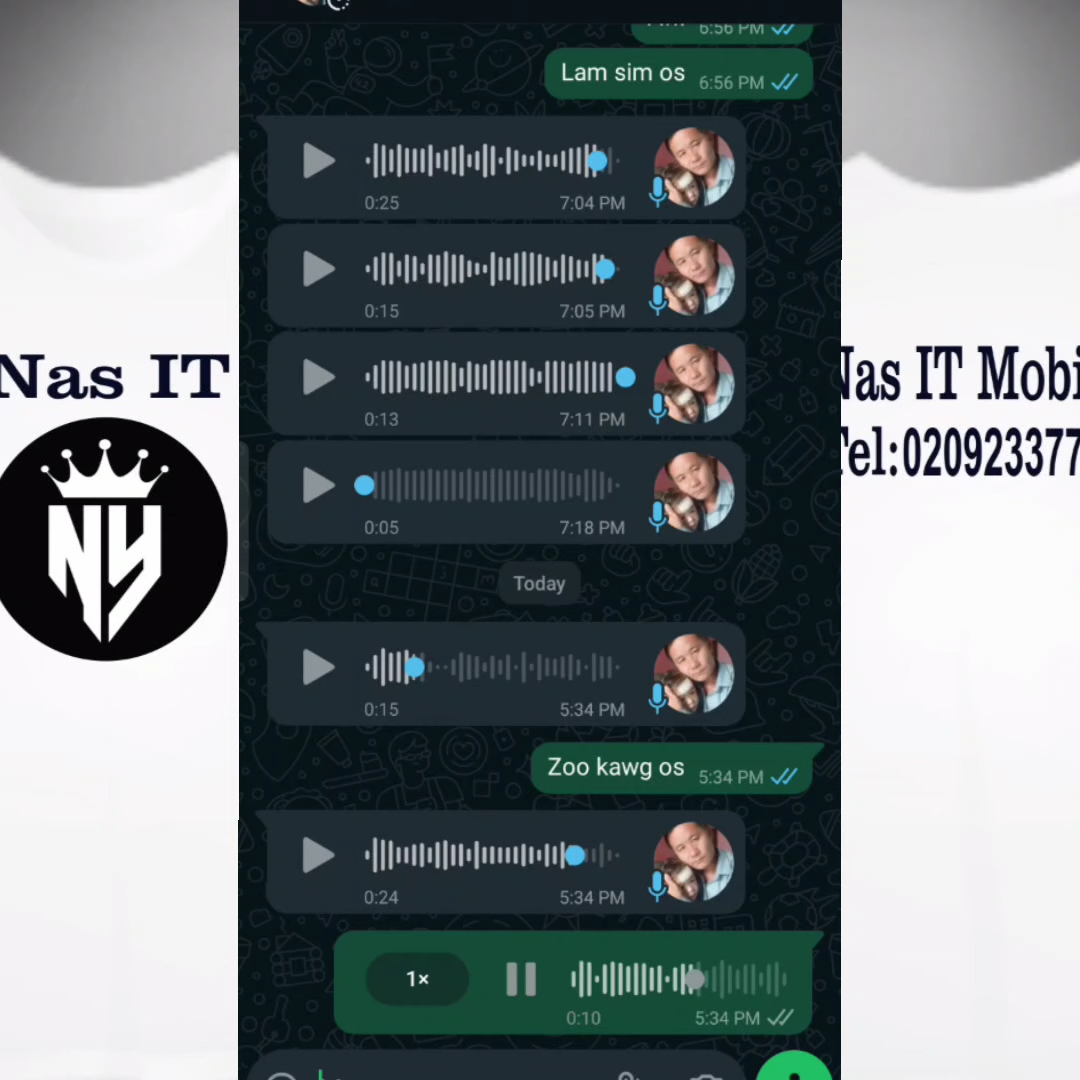 6:56 PM
Lam sim os 6:56 PM
0:25 7:04 PM
0:15 7:05 PM
0:13 7:11 PM
0:05 7:18 PM
Today
0:15 5:34 PM
Zoo kawg os 5:34 PM
0:24 5:34 PM
1×
0:10 5:34 PM
Nas IT
NY
Nas IT Mobi
Tel:02092337